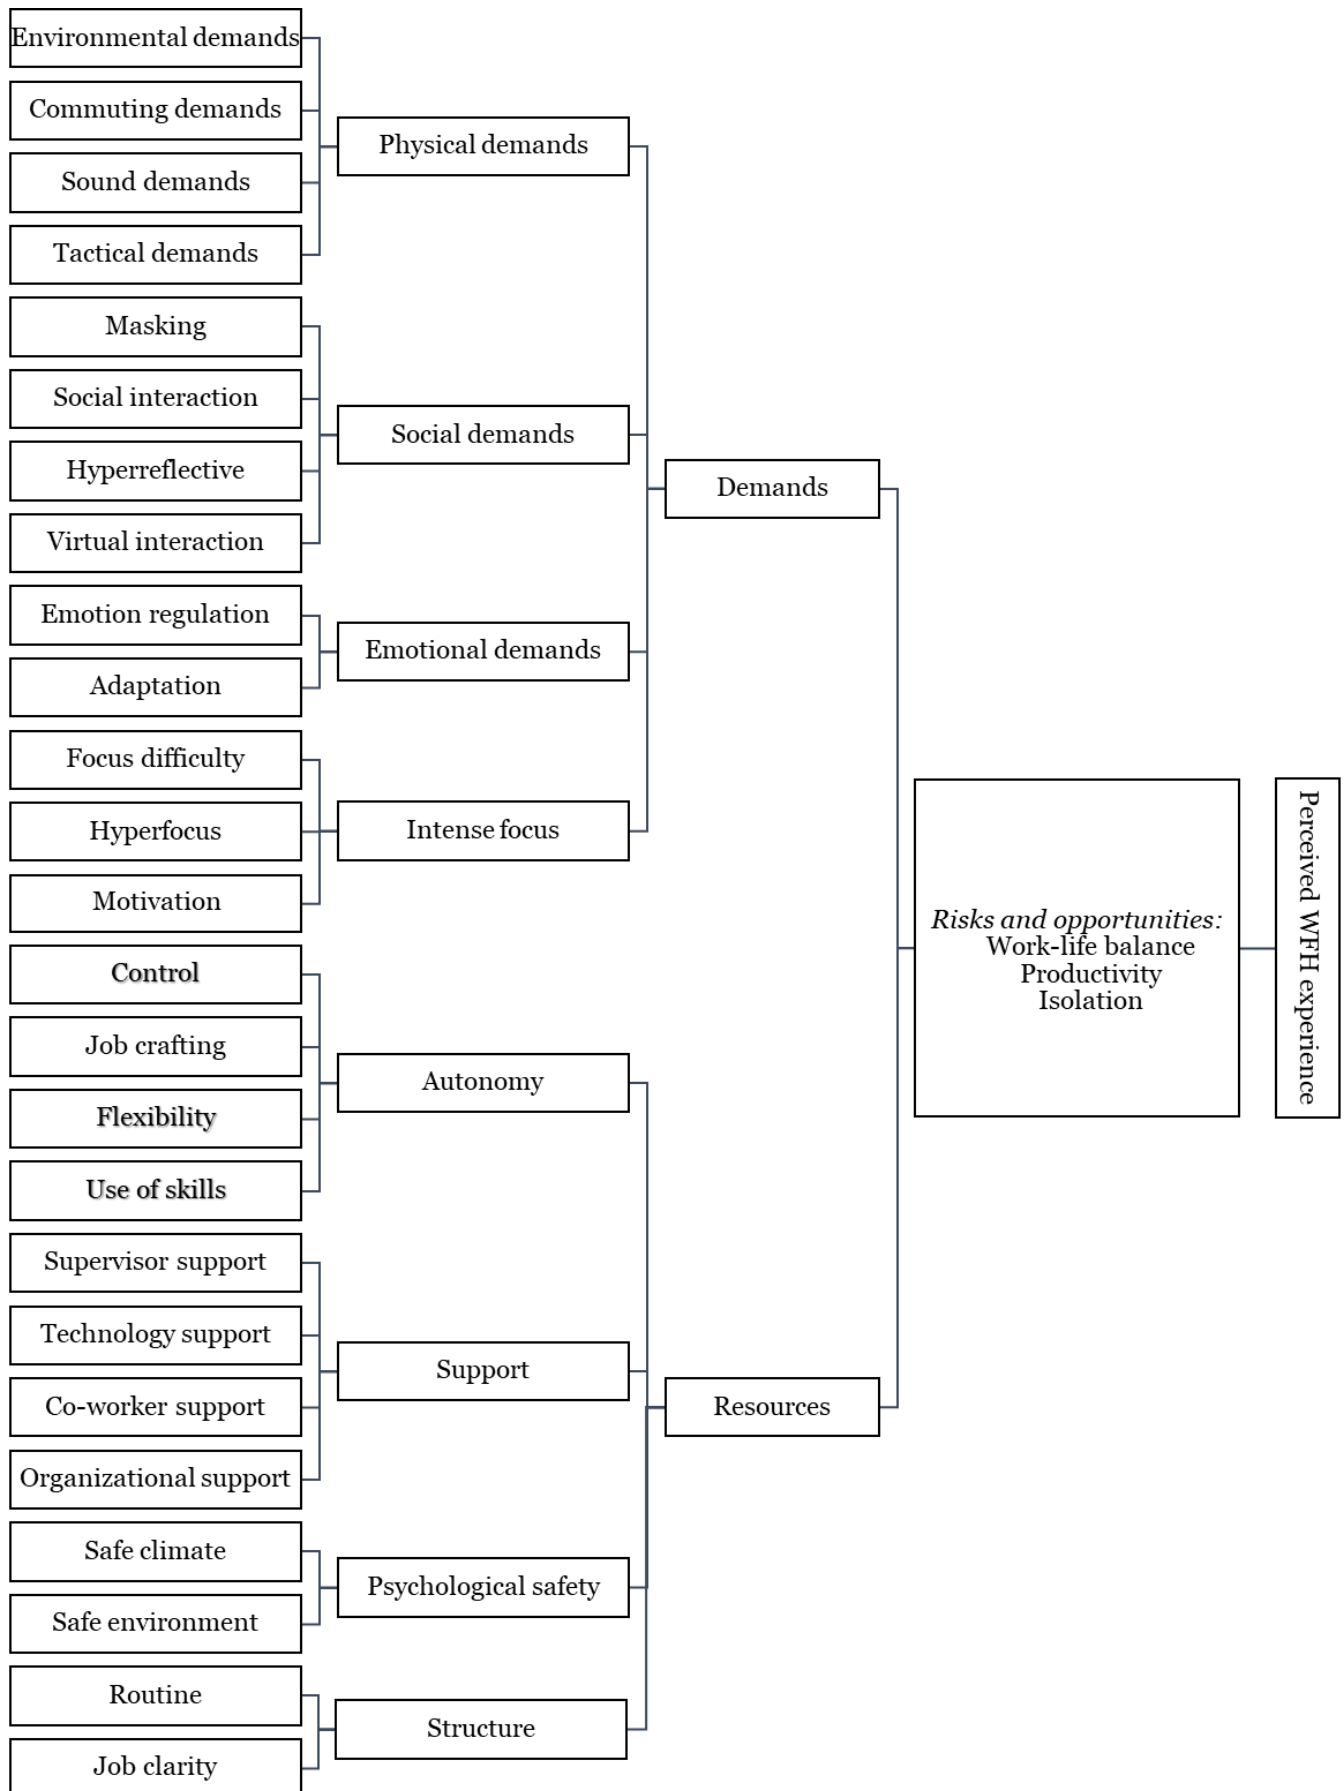 Environmental demands
Commuting demands
Sound demands
Tactical demands
Masking
Social interaction
Hyperreflective
Virtual interaction
Emotion regulation
Adaptation
Focus difficulty
Hyperfocus
Motivation
Control
Job crafting
Flexibility
Use of skills
Supervisor support
Technology support
Co-worker support
Organizational support
Safe climate
Safe environment
Routine
Job clarity
Physical demands
Social demands
Emotional demands
Intense focus
Autonomy
Support
Psychological safety
Structure
Demands
Resources
Risks and opportunities:
Work-life balance
Productivity
Isolation
Perceived WFH experience